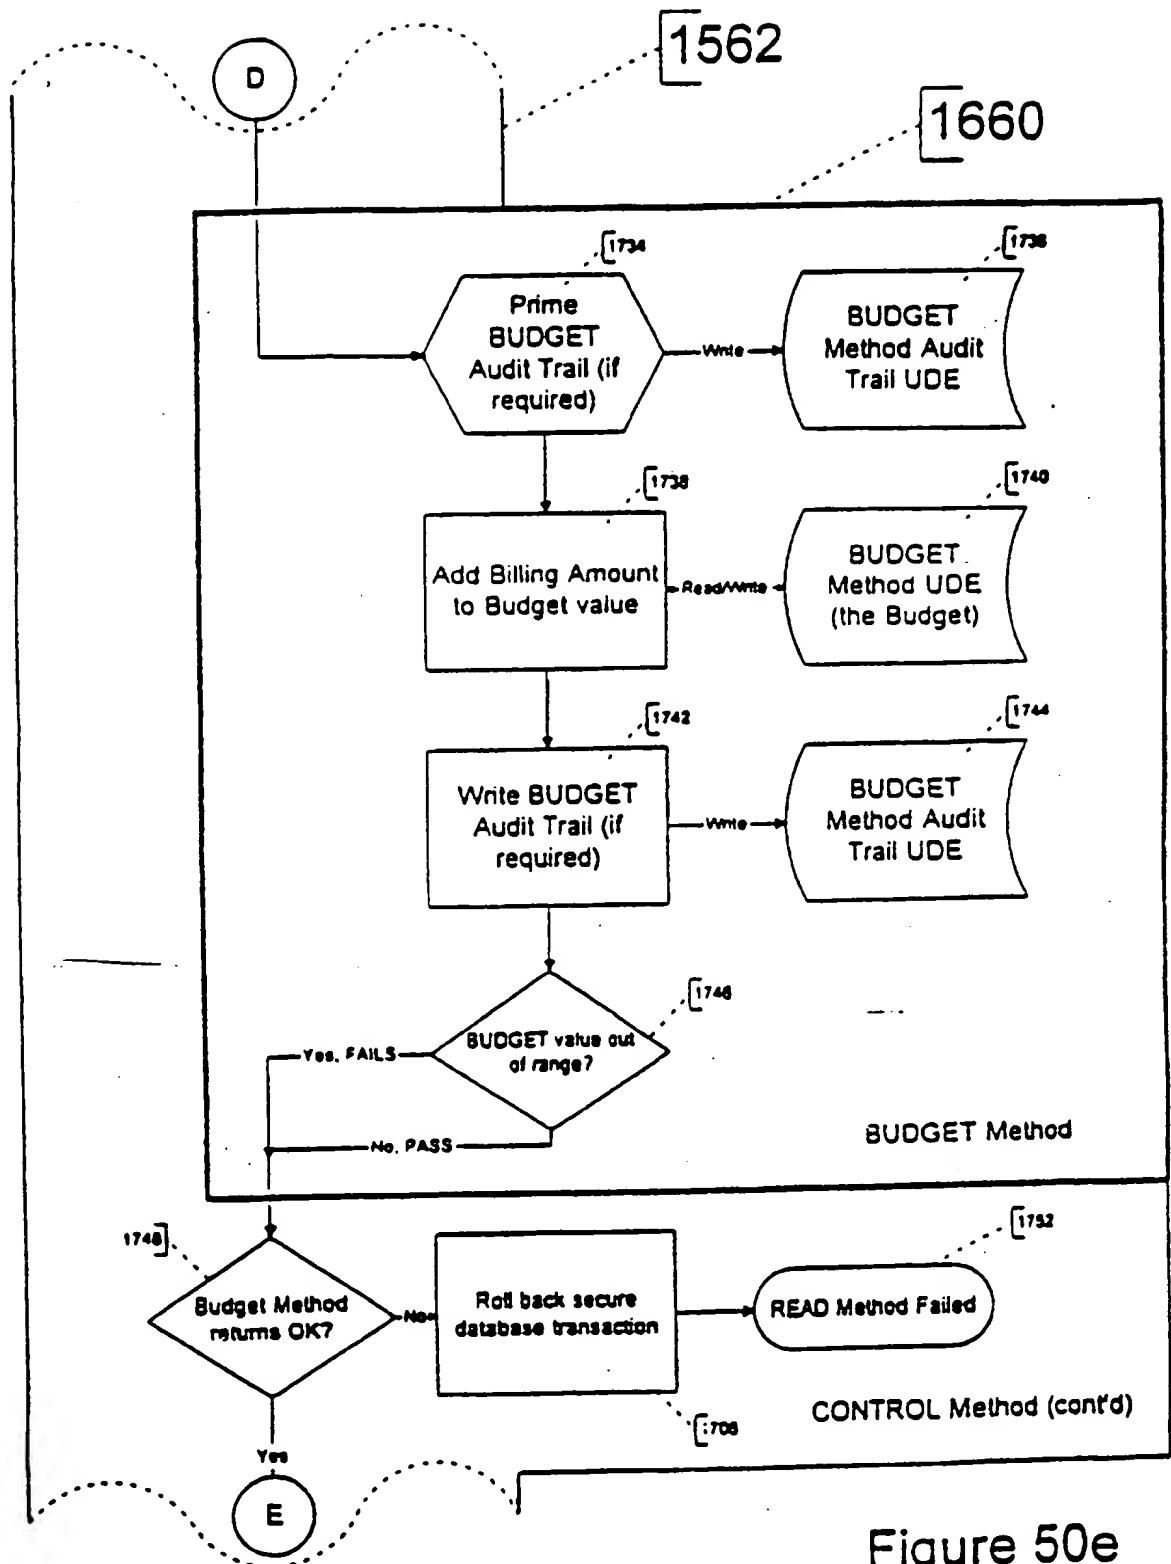 D
1562
1660
1734
Prime
BUDGET
Audit Trail (if
required)
Write
1736
BUDGET
Method Audit
Trail UDE
1738
Add Billing Amount
to Budget value
Read/Write
1740
BUDGET
Method UDE
(the Budget)
1742
Write BUDGET
Audit Trail (if
required)
Write
1744
BUDGET
Method Audit
Trail UDE
1746
BUDGET value out
of range?
Yes, FAILS
No, PASS
BUDGET Method
1748
Budget Method
returns OK?
No
Roll back secure
database transaction
1752
READ Method Failed
CONTROL Method (cont'd)
Yes
E
Figure 50e